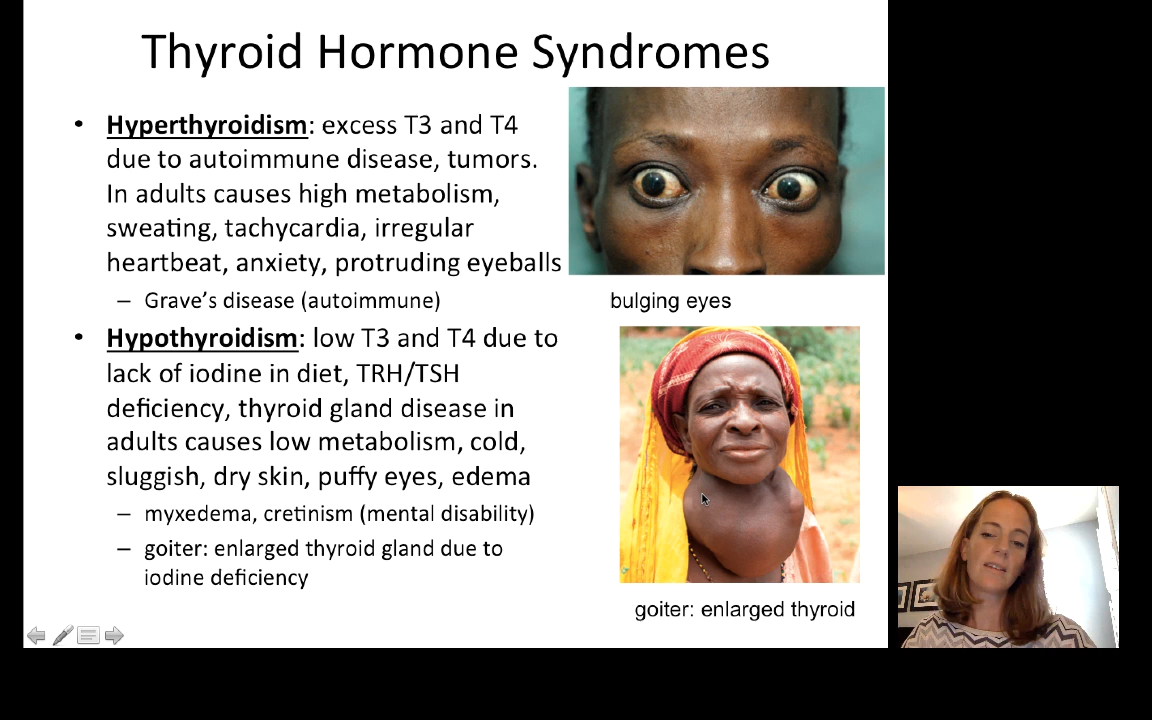 Thyroid Hormone Syndromes
• Hyperthyroidism: excess T3 and T4
due to autoimmune disease, tumors.
In adults causes high metabolism,
sweating, tachycardia, irregular
heartbeat, anxiety, protruding eyeballs
– Grave’s disease (autoimmune)
bulging eyes
• Hypothyroidism: low T3 and T4 due to
lack of iodine in diet, TRH/TSH
deficiency, thyroid gland disease in
adults causes low metabolism, cold,
sluggish, dry skin, puffy eyes, edema
– myxedema, cretinism (mental disability)
– goiter: enlarged thyroid gland due to
iodine deficiency
goiter: enlarged thyroid